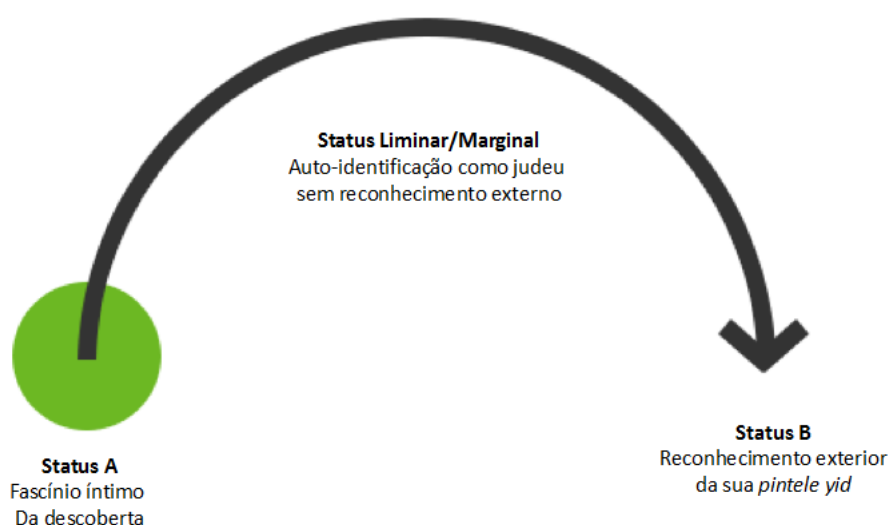 Status Liminar/Marginal
Auto-identificação como judeu
sem reconhecimento externo
Status B
Reconhecimento exterior
da sua pintele yid
Status A
Fascínio íntimo
Da descoberta